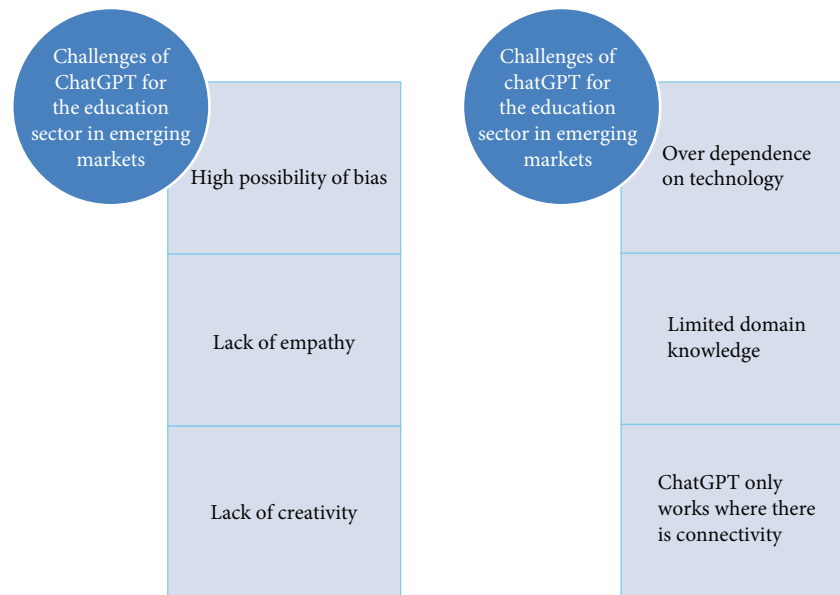 Challenges of
ChatGPT for
the education
sector in emerging
markets
High possibility of bias
Lack of empathy
Lack of creativity
Challenges of
chatGPT for
the education
sector in emerging
markets
Over dependence
on technology
Limited domain
knowledge
ChatGPT only
works where there
is connectivity